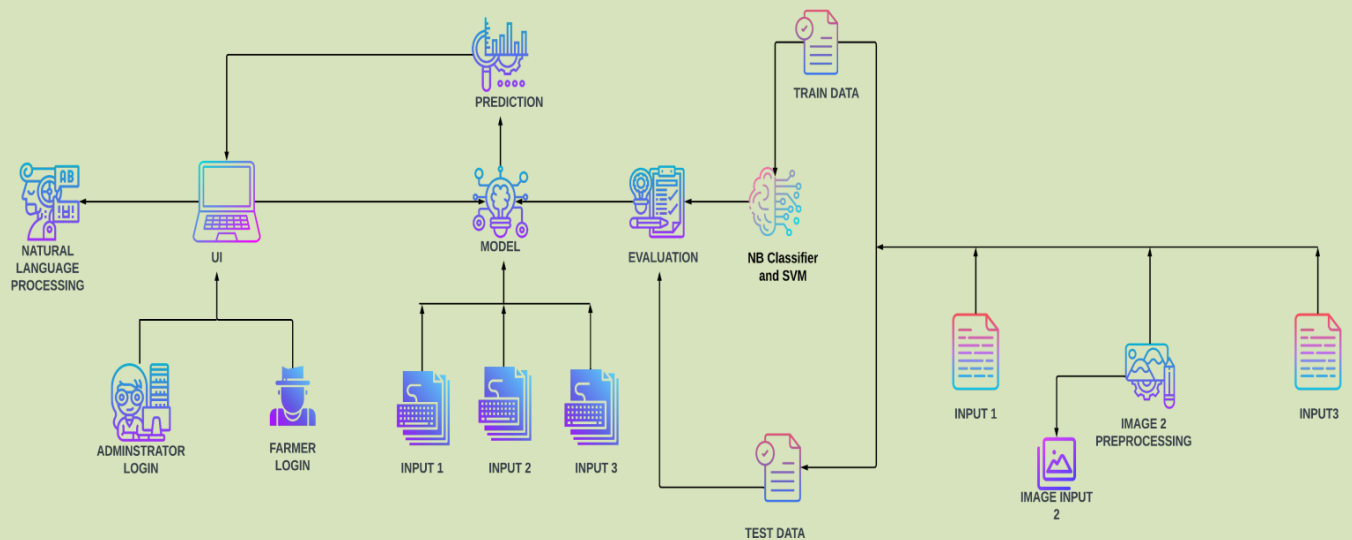 PREDICTION
TRAIN DATA
AB
NATURAL
LANGUAGE
PROCESSING
UI
MODEL
EVALUATION
NB Classifier
and SVM
ADMINSTRATOR
LOGIN
FARMER
LOGIN
INPUT 1
INPUT 2
INPUT 3
TEST DATA
INPUT 1
IMAGE 2
PREPROCESSING
IMAGE INPUT
2
INPUT3